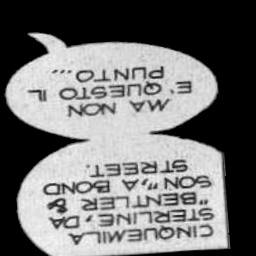 CINQUEMILA
STERLINE, DA
"BENTLER &
SON", A BOND
STREET.
MA NON
E' QUESTO IL
PUNTO...